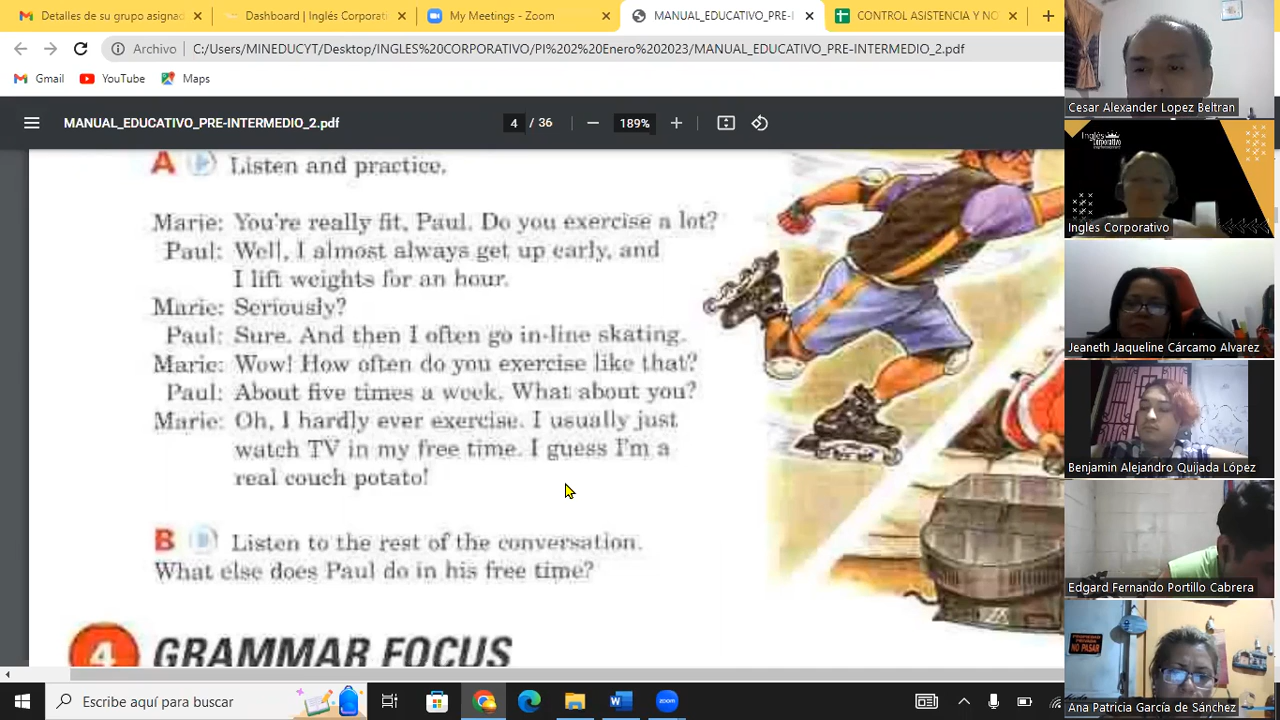 Detalles de su grupo asignad
Dashboard | Inglés Corporati
My Meetings - Zoom
MANUAL_EDUCATIVO_PRE-I
CONTROL ASISTENCIA Y NO
Archivo
C:/Users/MINEDUCYT/Desktop/INGLES%20CORPORATIVO/PI%202%20Enero%202023/MANUAL_EDUCATIVO_PRE-INTERMEDIO_2.pdf
Gmail
YouTube
Maps
MANUAL_EDUCATIVO_PRE-INTERMEDIO_2.pdf
4 / 36
189%
A Listen and practice.
Marie: You're really fit, Paul. Do you exercise a lot?
Paul: Well, I almost always get up early, and
I lift weights for an hour.
Marie: Seriously?
Paul: Sure. And then I often go in-line skating.
Marie: Wow! How often do you exercise like that?
Paul: About five times a week. What about you?
Marie: Oh, I hardly ever exercise. I usually just
watch TV in my free time. I guess I'm a
real couch potato!
B Listen to the rest of the conversation.
What else does Paul do in his free time?
4 GRAMMAR FOCUS
Escribe aquí para buscar
Cesar Alexander Lopez Beltran
Inglés
Corporativo
Ingles Corporativo
Jeaneth Jaqueline Cárcamo Alvarez
Benjamin Alejandro Quijada López
Edgard Fernando Portillo Cabrera
PROPIEDAD
PRIVADA
NO PASAR
Ana Patricia García de Sánchez